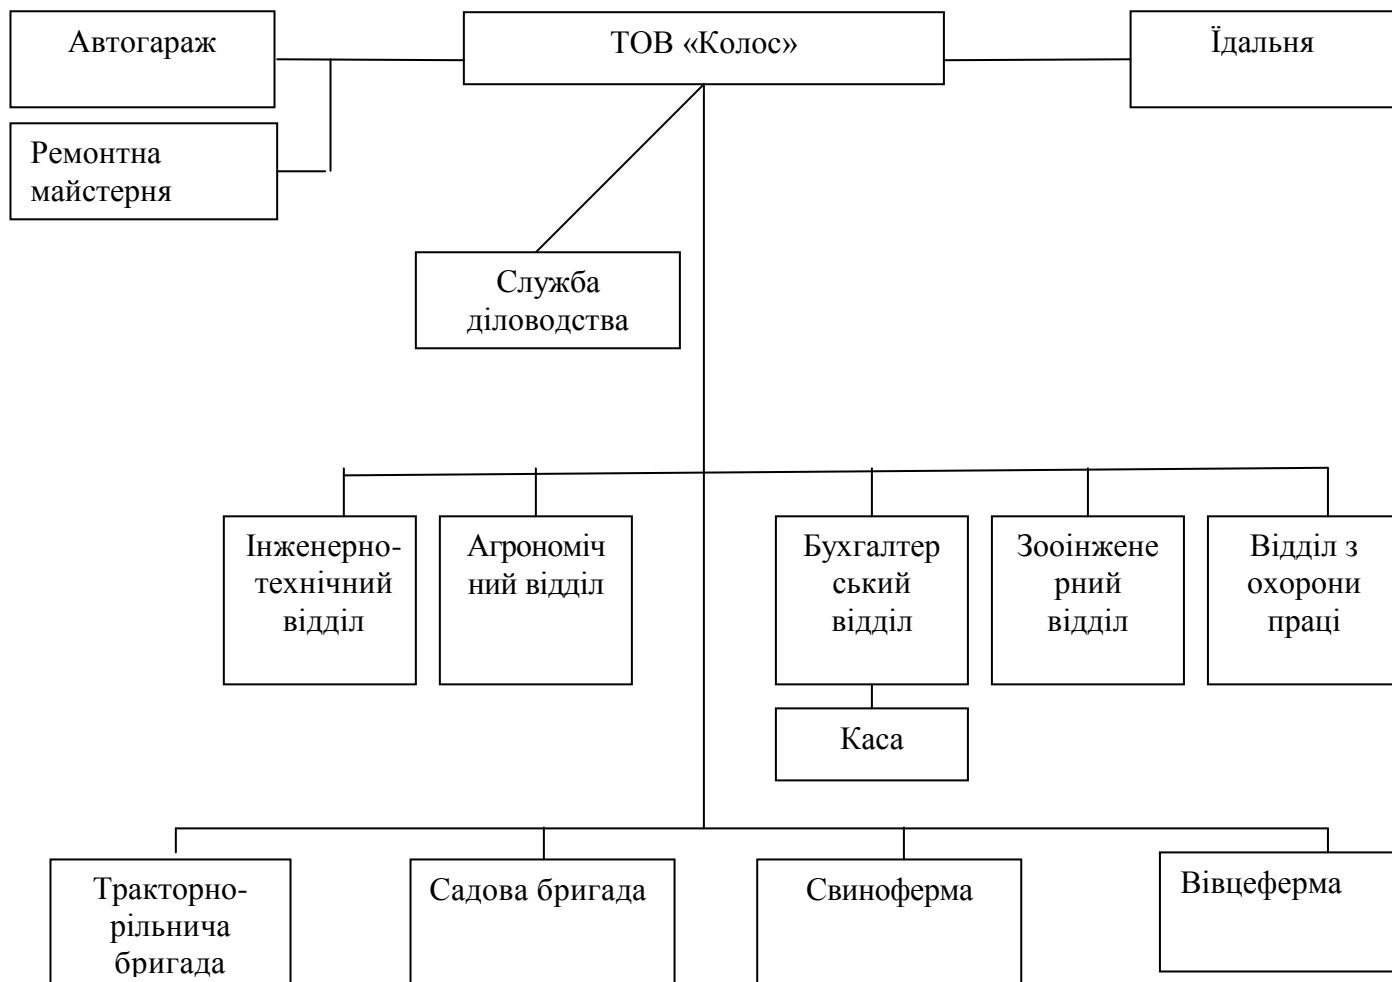 Автогараж
ТОВ «Колос»
Їдальня
Ремонтна
майстерня
Служба
діловодства
Інженерно-
технічний
відділ
Агрономіч
ний відділ
Бухгалтер
ський
відділ
Зооінжене
рний
відділ
Відділ з
охорони
праці
Каса
Тракторно-
рільнича
бригада
Садова бригада
Свиноферма
Вівцеферма